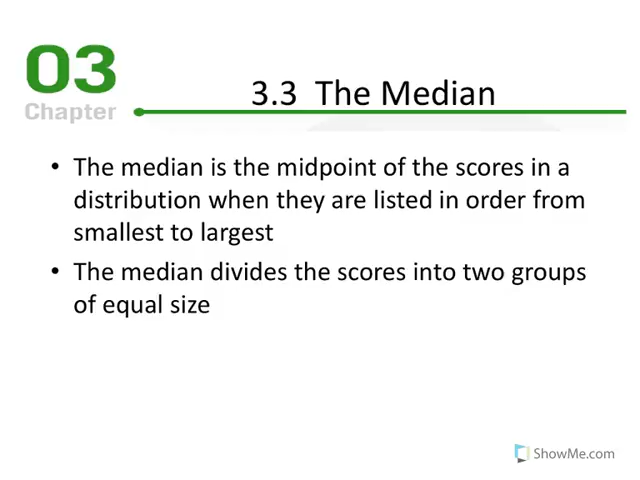 03
Chapter
3.3 The Median
• The median is the midpoint of the scores in a
distribution when they are listed in order from
smallest to largest
• The median divides the scores into two groups
of equal size
ShowMe.com